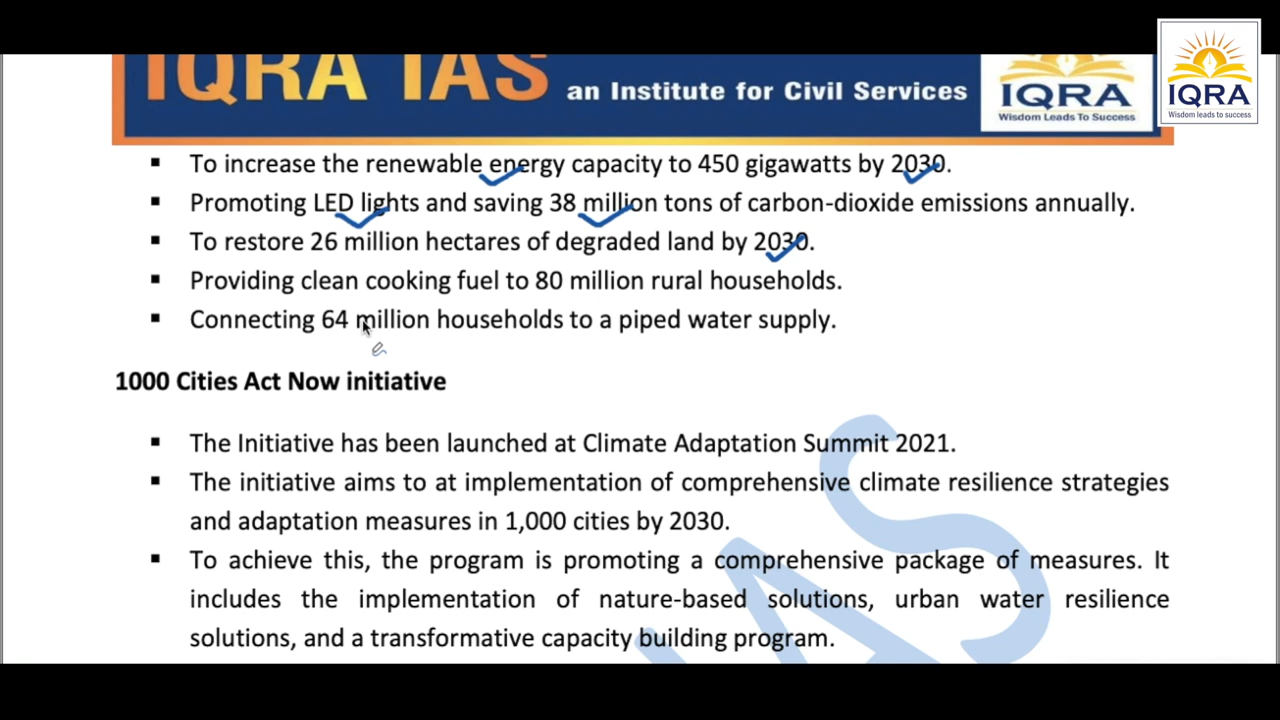 IQRA IAS an Institute for Civil Services
IQRA
Wisdom Leads To Success
IQRA
Wisdom leads to success
▪ To increase the renewable energy capacity to 450 gigawatts by 2030.
▪ Promoting LED lights and saving 38 million tons of carbon-dioxide emissions annually.
▪ To restore 26 million hectares of degraded land by 2030.
▪ Providing clean cooking fuel to 80 million rural households.
▪ Connecting 64 million households to a piped water supply.
1000 Cities Act Now initiative
▪ The Initiative has been launched at Climate Adaptation Summit 2021.
▪ The initiative aims to at implementation of comprehensive climate resilience strategies
and adaptation measures in 1,000 cities by 2030.
▪ To achieve this, the program is promoting a comprehensive package of measures. It
includes the implementation of nature-based solutions, urban water resilience
solutions, and a transformative capacity building program.
IAS